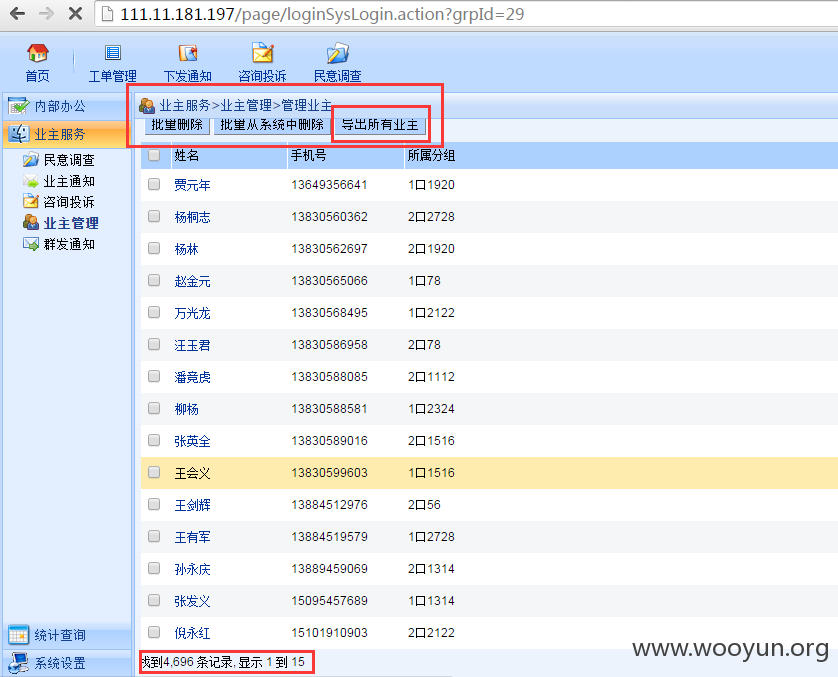 111.11.181.197/page/loginSysLogin.action?grpId=29
首页 工单管理 下发通知 咨询投诉 民意调查
内部办公
业主服务
民意调查
业主通知
咨询投诉
业主管理
群发通知
统计查询
系统设置
业主服务>业主管理>管理业主
批量删除 批量从系统中删除 导出所有业主
姓名 手机号 所属分组
贾元年 13649356641 1口1920
杨桐志 13830560362 2口2728
杨林 13830562697 2口1920
赵金元 13830565066 1口78
万光龙 13830568495 1口2122
汪玉君 13830586958 2口78
潘竞虎 13830588085 2口1112
柳杨 13830588581 1口2324
张英全 13830589016 2口1516
王会义 13830599603 1口1516
王剑辉 13884512976 2口56
王有军 13884519579 1口2728
孙永庆 13889459069 2口1314
张发义 15095457689 1口1314
倪永红 15101910903 2口2122
找到4,696 条记录, 显示 1 到 15
www.wooyun.org